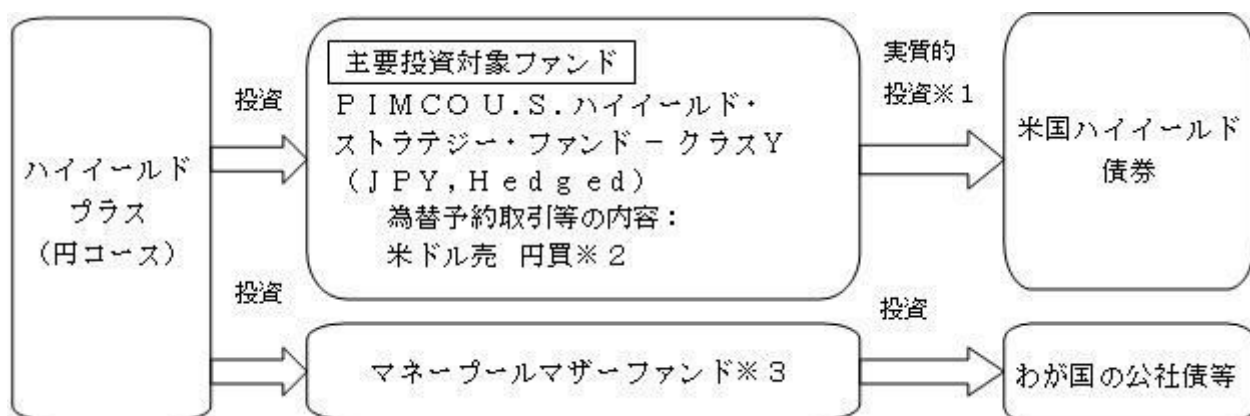 ハイイールド
プラス
(円コース)
投資
投資
主要投資対象ファンド
PIMCO U.S.ハイイールド・
ストラテジー・ファンド － クラスY
(JPY,Hedged)
為替予約取引等の内容：
米ドル売 円買※2
マネープールマザーファンド※3
実質的
投資※1
投資
米国ハイイールド
債券
わが国の公社債等